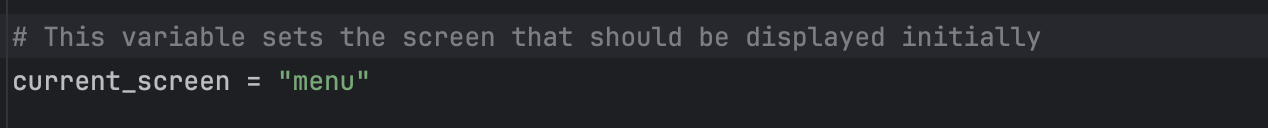 # This variable sets the screen that should be displayed initially
current_screen = "menu"